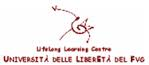 Lifelong Learning Centre
UNIVERSITÀ DELLE LIBERETÀ DEL FVG